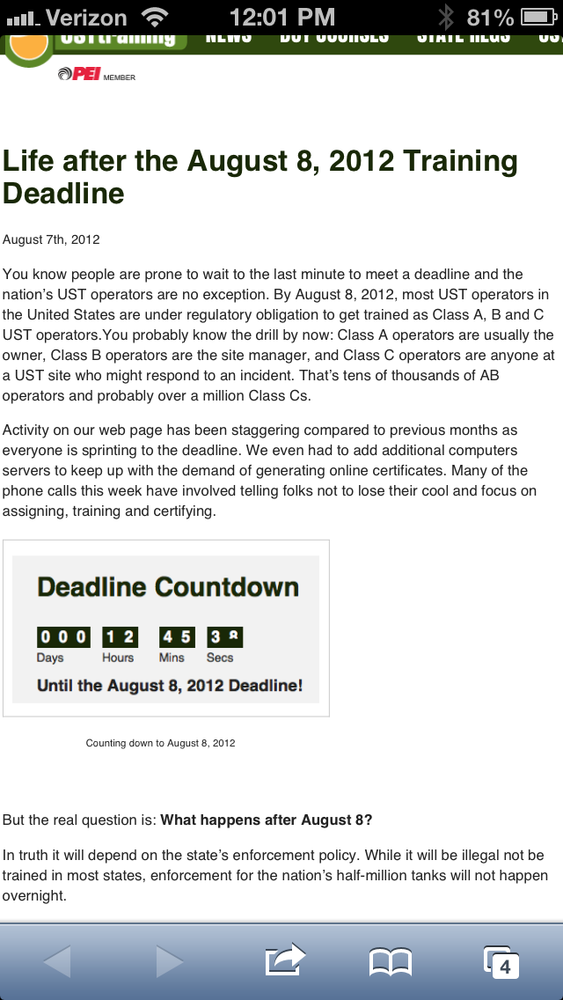 Verizon 12:01 PM 81%
USTtraining NEWS DOT COURSES STATE REGS
PEI MEMBER
Life after the August 8, 2012 Training
Deadline
August 7th, 2012
You know people are prone to wait to the last minute to meet a deadline and the
nation's UST operators are no exception. By August 8, 2012, most UST operators in
the United States are under regulatory obligation to get trained as Class A, B and C
UST operators.You probably know the drill by now: Class A operators are usually the
owner, Class B operators are the site manager, and Class C operators are anyone at
a UST site who might respond to an incident. That's tens of thousands of AB
operators and probably over a million Class Cs.
Activity on our web page has been staggering compared to previous months as
everyone is sprinting to the deadline. We even had to add additional computers
servers to keep up with the demand of generating online certificates. Many of the
phone calls this week have involved telling folks not to lose their cool and focus on
assigning, training and certifying.
Deadline Countdown
000 12 45 38
Days Hours Mins Secs
Until the August 8, 2012 Deadline!
Counting down to August 8, 2012
But the real question is: What happens after August 8?
In truth it will depend on the state's enforcement policy. While it will be illegal not be
trained in most states, enforcement for the nation's half-million tanks will not happen
overnight.
4